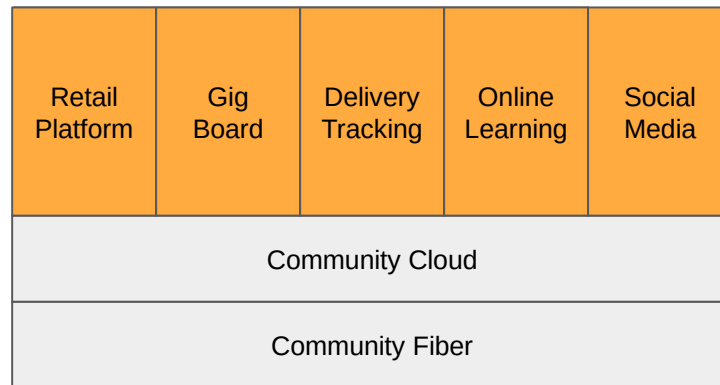 Retail
Platform
Gig
Board
Delivery
Tracking
Online
Learning
Social
Media
Community Cloud
Community Fiber